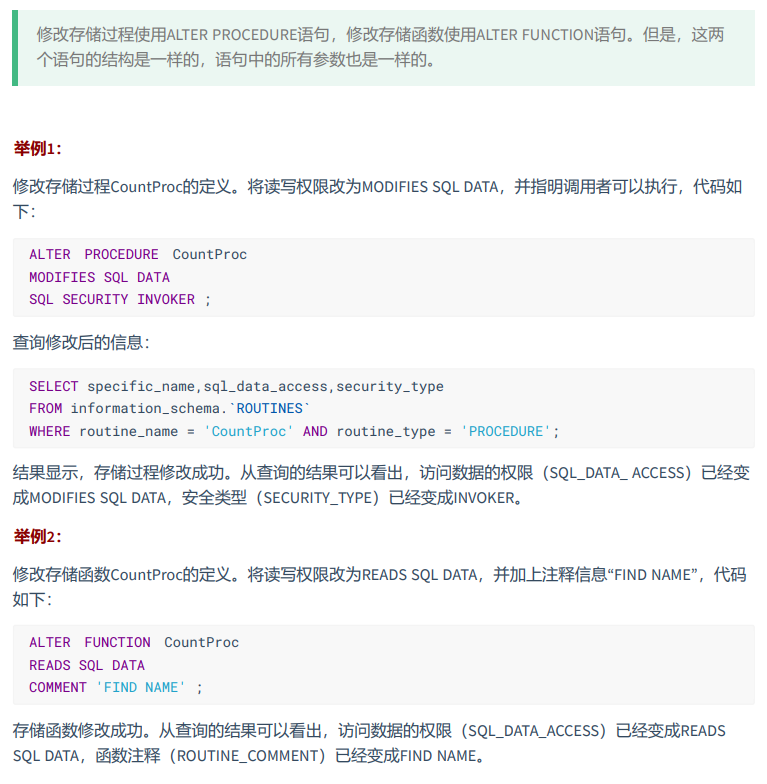 修改存储过程使用ALTER PROCEDURE语句，修改存储函数使用ALTER FUNCTION语句。但是，这两
个语句的结构是一样的，语句中的所有参数也是一样的。
举例1：
修改存储过程CountProc的定义。将读写权限改为MODIFIES SQL DATA，并指明调用者可以执行，代码如
下：
ALTER PROCEDURE CountProc
MODIFIES SQL DATA
SQL SECURITY INVOKER ;
查询修改后的信息：
SELECT specific_name,sql_data_access,security_type
FROM information_schema.`ROUTINES`
WHERE routine_name = 'CountProc' AND routine_type = 'PROCEDURE';
结果显示，存储过程修改成功。从查询的结果可以看出，访问数据的权限（SQL_DATA_ ACCESS）已经变
成MODIFIES SQL DATA，安全类型（SECURITY_TYPE）已经变成INVOKER。
举例2：
修改存储函数CountProc的定义。将读写权限改为READS SQL DATA，并加上注释信息“FIND NAME”，代码
如下：
ALTER FUNCTION CountProc
READS SQL DATA
COMMENT 'FIND NAME' ;
存储函数修改成功。从查询的结果可以看出，访问数据的权限（SQL_DATA_ACCESS）已经变成READS
SQL DATA，函数注释（ROUTINE_COMMENT）已经变成FIND NAME。